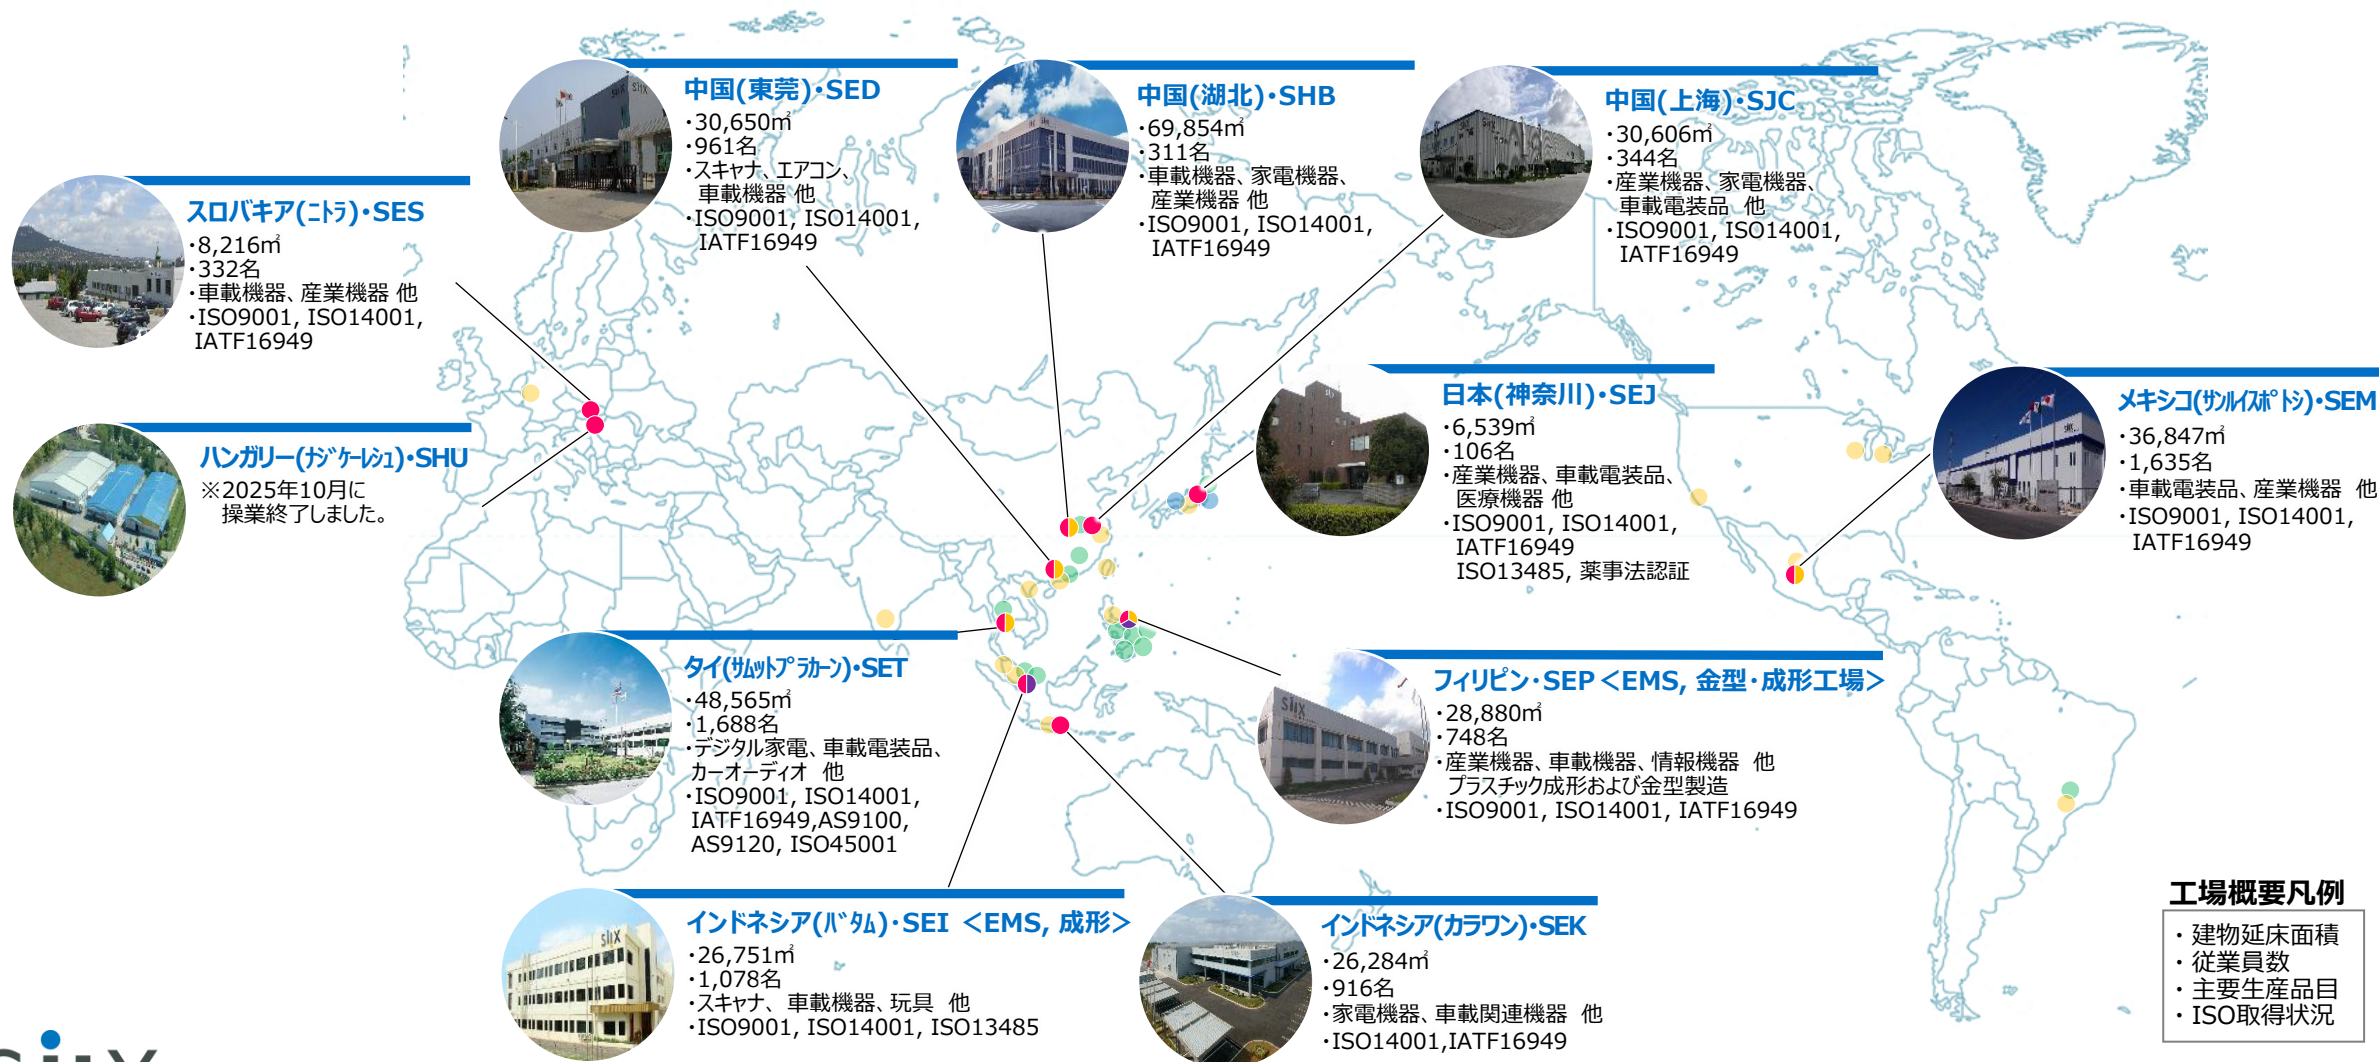 中国(東莞)・SED
・30,650㎡
・961名
・スキャナ、エアコン、
車載機器 他
・ISO9001, ISO14001,
IATF16949
中国(湖北)・SHB
・69,854㎡
・311名
・車載機器、家電機器、
産業機器 他
・ISO9001, ISO14001,
IATF16949
中国(上海)・SJC
・30,606㎡
・344名
・産業機器、家電機器、
車載電装品 他
・ISO9001, ISO14001,
IATF16949
スロバキア(ニトラ)・SES
・8,216㎡
・332名
・車載機器、産業機器 他
・ISO9001, ISO14001,
IATF16949
ハンガリー(ナジケーレシュ)・SHU
※2025年10月に
操業終了しました。
日本(神奈川)・SEJ
・6,539㎡
・106名
・産業機器、車載電装品、
医療機器 他
・ISO9001, ISO14001,
IATF16949
ISO13485, 薬事法認証
メキシコ(サンルイスポトシ)・SEM
・36,847㎡
・1,635名
・車載電装品、産業機器 他
・ISO9001, ISO14001,
IATF16949
タイ(サムットプラカーン)・SET
・48,565㎡
・1,688名
・デジタル家電、車載電装品、
カーオーディオ 他
・ISO9001, ISO14001,
IATF16949,AS9100,
AS9120, ISO45001
フィリピン・SEP <EMS, 金型・成形工場>
・28,880㎡
・748名
・産業機器、車載機器、情報機器 他
プラスチック成形および金型製造
・ISO9001, ISO14001, IATF16949
インドネシア(バタム)・SEI <EMS, 成形>
・26,751㎡
・1,078名
・スキャナ、車載機器、玩具 他
・ISO9001, ISO14001, ISO13485
インドネシア(カラワン)・SEK
・26,284㎡
・916名
・家電機器、車載関連機器 他
・ISO14001,IATF16949
工場概要凡例
・建物延床面積
・従業員数
・主要生産品目
・ISO取得状況
SIIX
SIIX